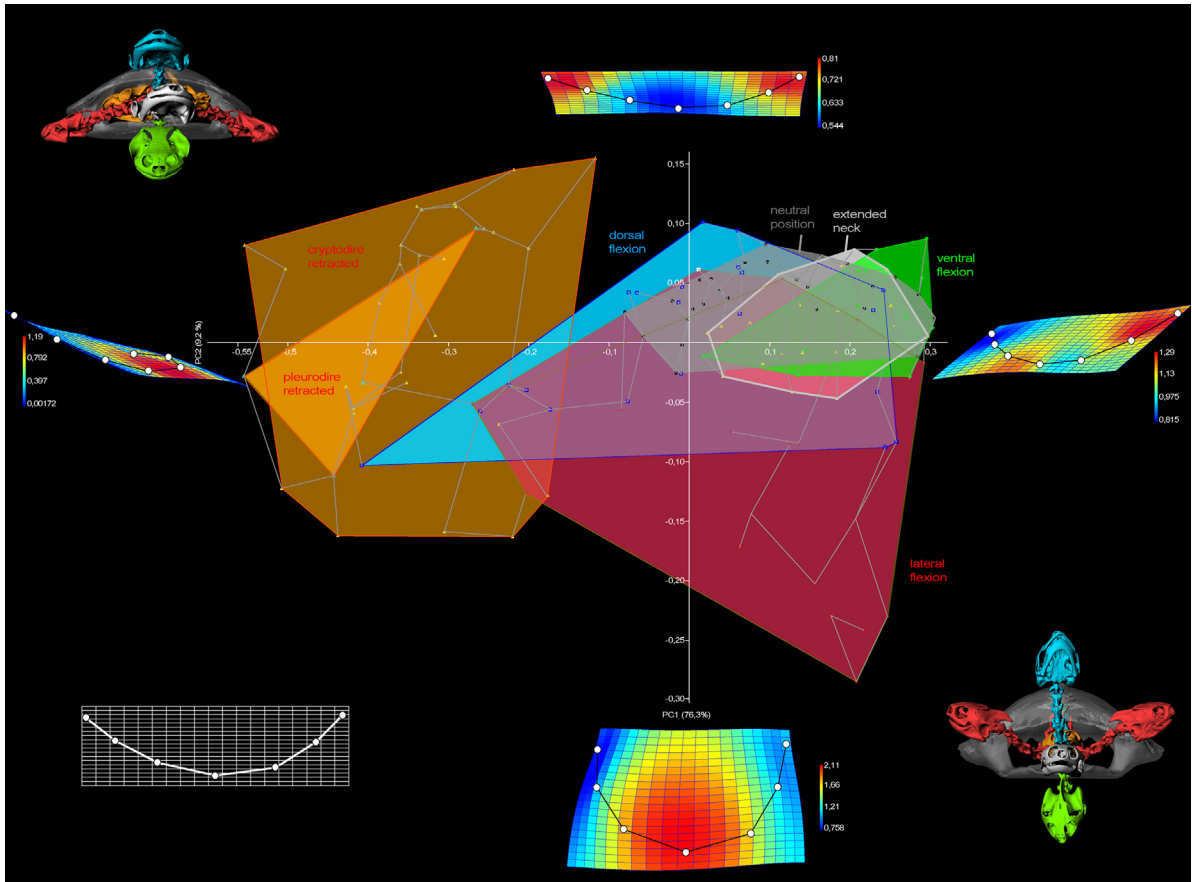 0,81
0,721
0,633
0,544
0,15
0,10
0,05
-0,05
-0,10
-0,15
-0,20
-0,25
-0,30
neutral
position
extended
neck
dorsal
flexion
ventral
flexion
cryptodire
retracted
pleurodire
retracted
lateral
flexion
PC2 (9,2 %)
-0,55
-0,4
-0,3
-0,2
-0,1
0,1
0,2
0,3
PC1 (76,3%)
1,19
0,792
0,397
0,00172
1,29
1,13
0,975
0,815
2,11
1,66
1,21
0,758